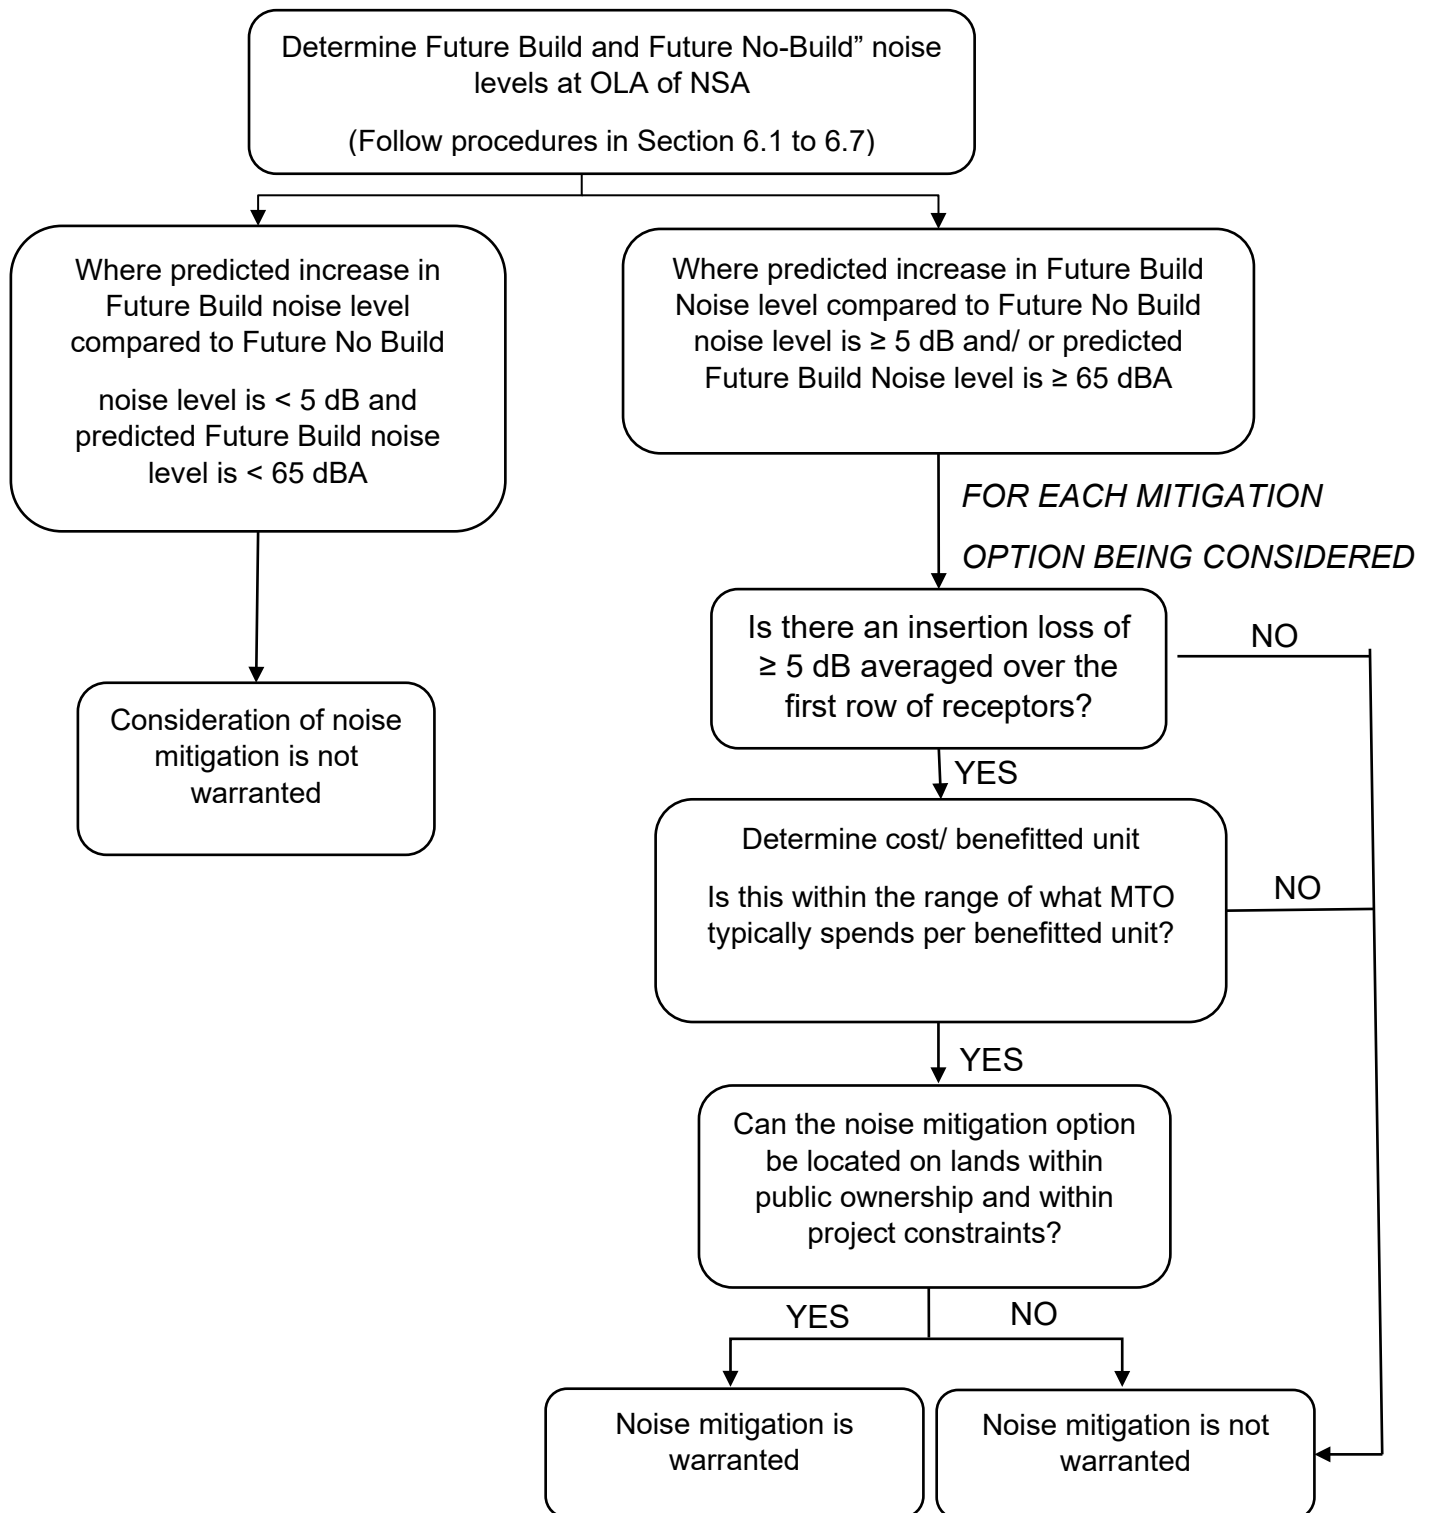 Determine Future Build and Future No-Build” noise
levels at OLA of NSA
(Follow procedures in Section 6.1 to 6.7)
Where predicted increase in
Future Build noise level
compared to Future No Build
noise level is < 5 dB and
predicted Future Build noise
level is < 65 dBA
Where predicted increase in Future Build
Noise level compared to Future No Build
noise level is ≥ 5 dB and/ or predicted
Future Build Noise level is ≥ 65 dBA
FOR EACH MITIGATION
OPTION BEING CONSIDERED
Consideration of noise
mitigation is not
warranted
Is there an insertion loss of
≥ 5 dB averaged over the
first row of receptors?
NO
YES
Determine cost/ benefitted unit
Is this within the range of what MTO
typically spends per benefitted unit?
NO
YES
Can the noise mitigation option
be located on lands within
public ownership and within
project constraints?
YES
NO
Noise mitigation is
warranted
Noise mitigation is not
warranted